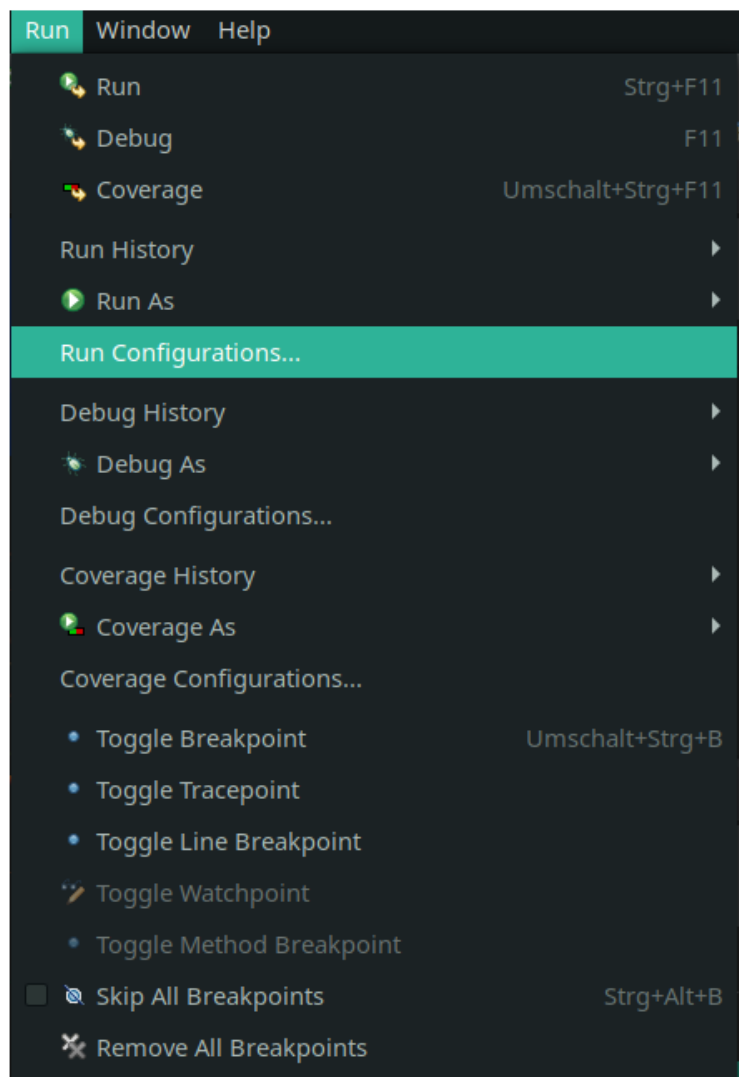 Run Window Help
Run Strg+F11
Debug F11
Coverage Umschalt+Strg+F11
Run History
Run As
Run Configurations...
Debug History
Debug As
Debug Configurations...
Coverage History
Coverage As
Coverage Configurations...
Toggle Breakpoint Umschalt+Strg+B
Toggle Tracepoint
Toggle Line Breakpoint
Toggle Watchpoint
Toggle Method Breakpoint
Skip All Breakpoints Strg+Alt+B
Remove All Breakpoints